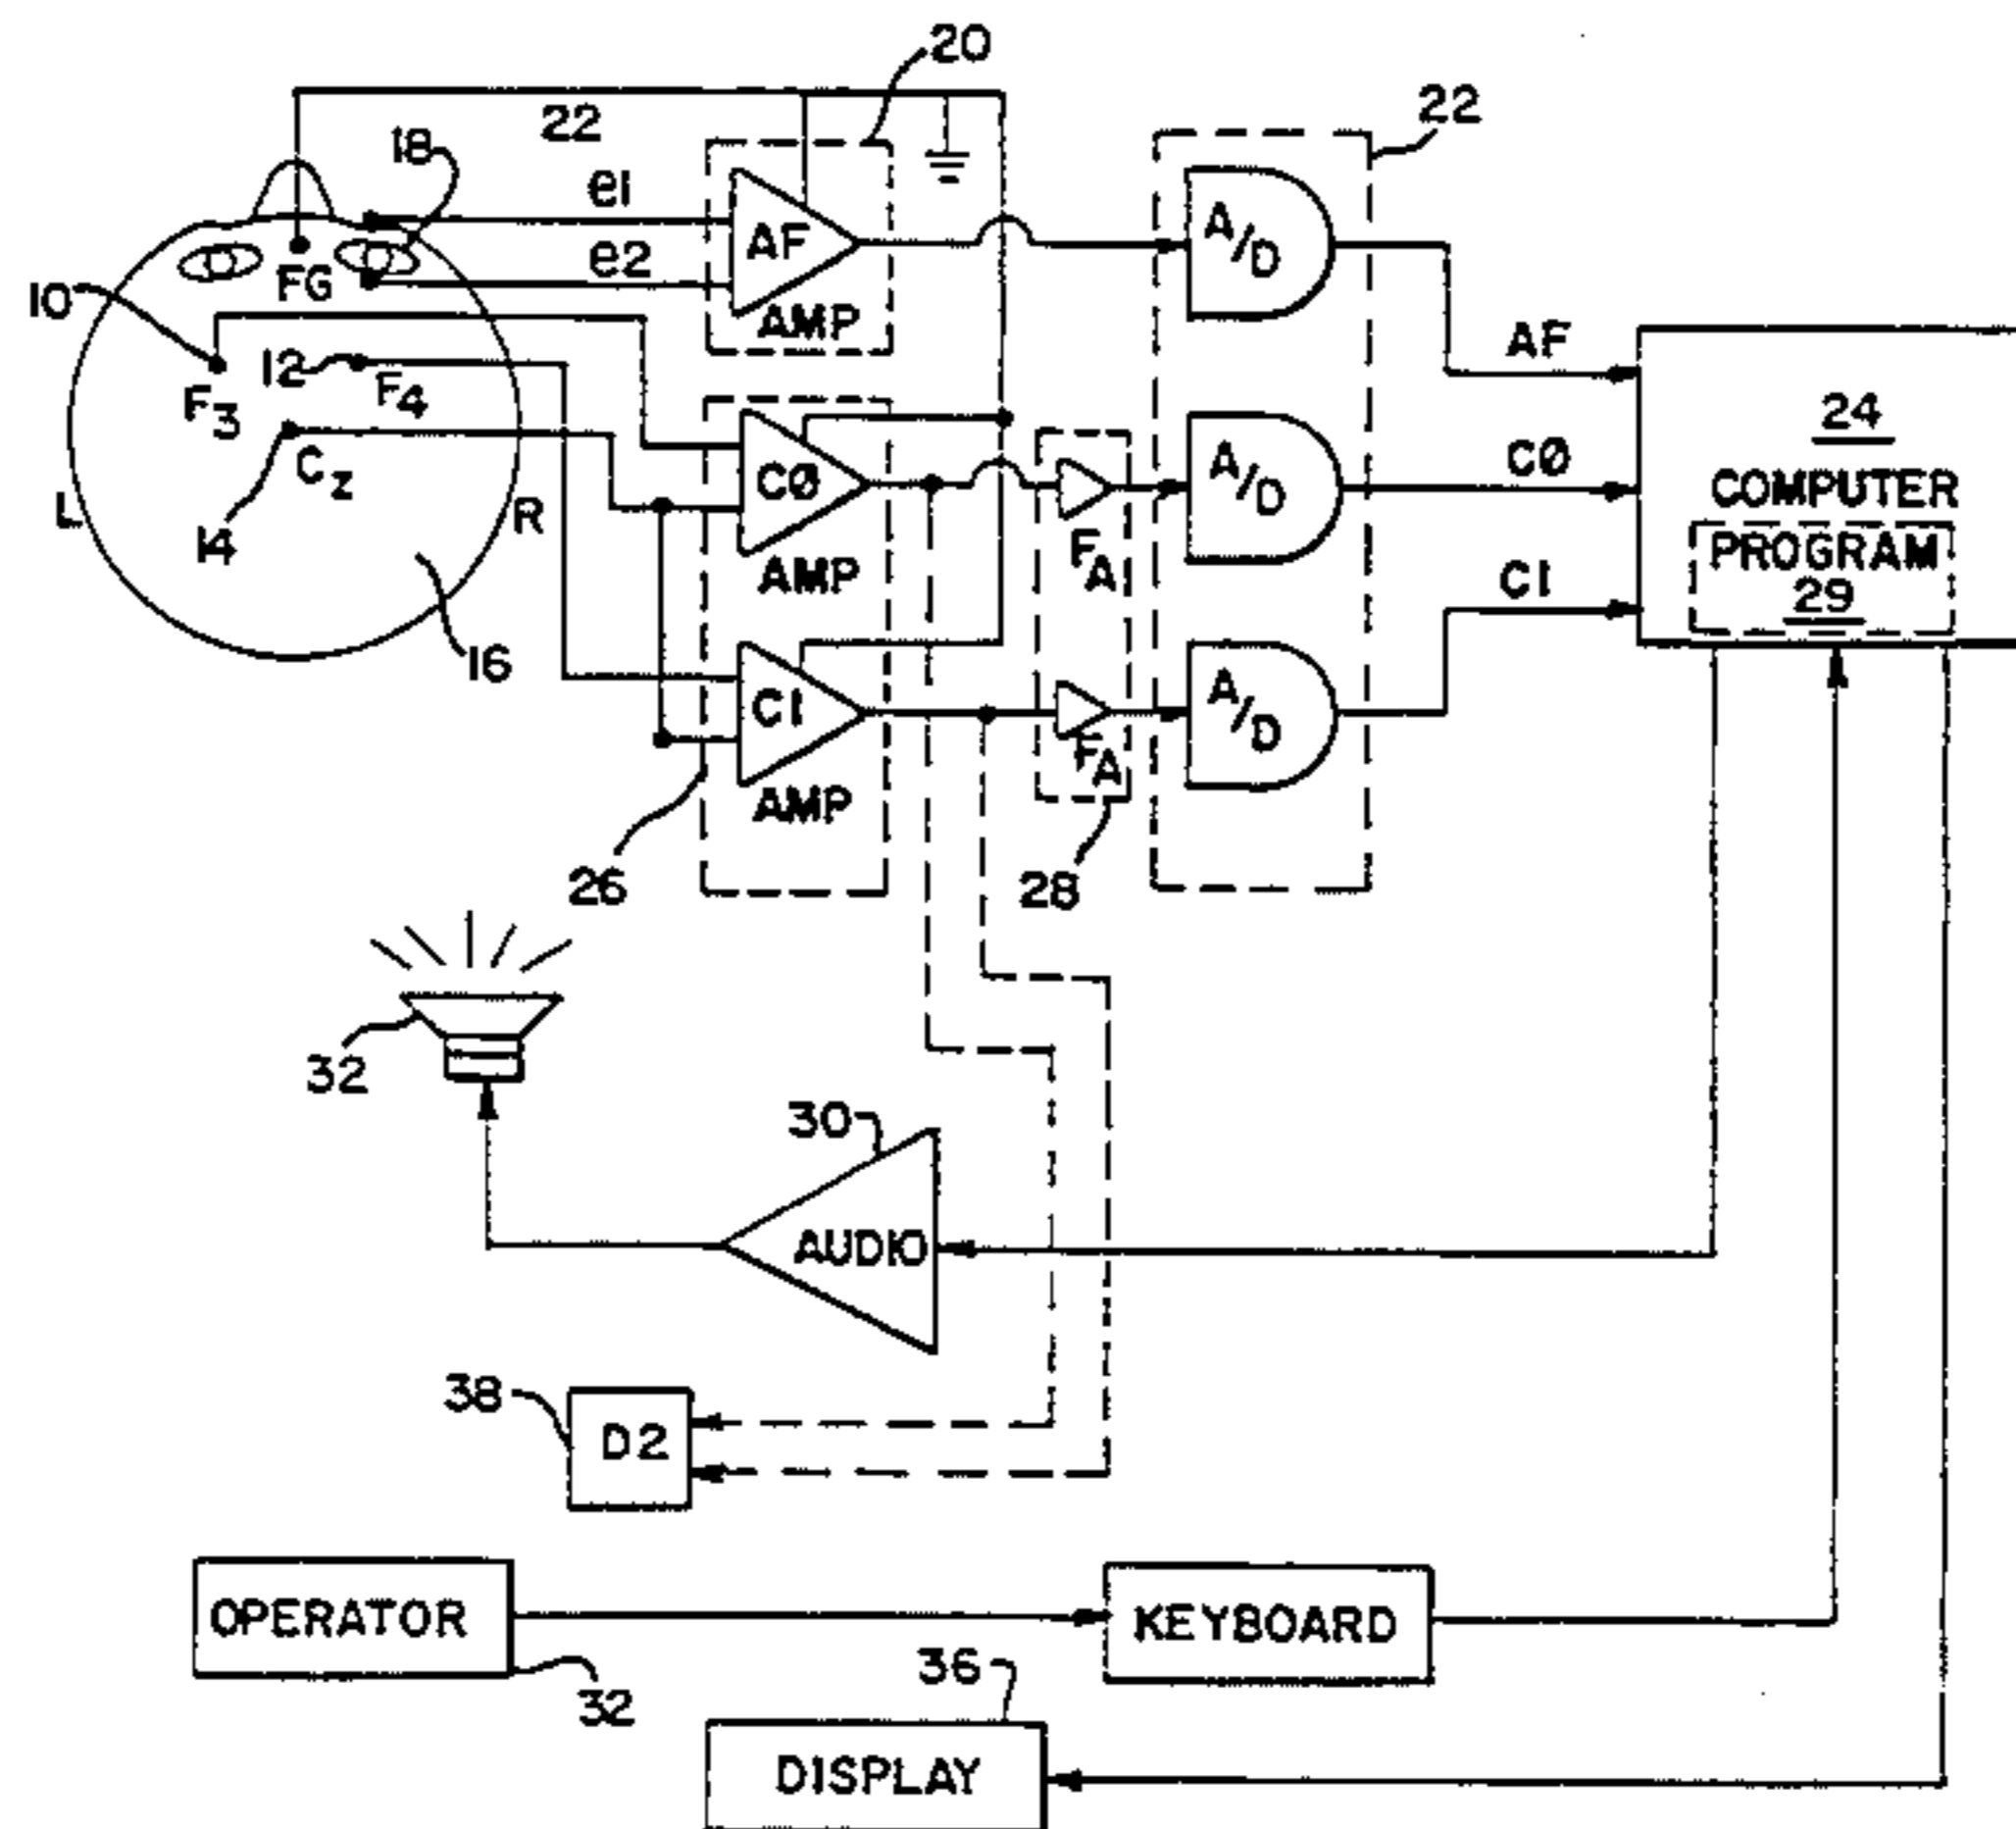 20
22
22
18
e1
AF
AMP
A/D
e2
FG
10
12
F3
F4
AF
24
COMPUTER
PROGRAM
29
Cz
CØ
AMP
FA
A/D
CØ
L
R
14
16
C1
AMP
FA
A/D
C1
26
28
32
30
AUDIO
38
D2
OPERATOR
32
KEYBOARD
36
DISPLAY